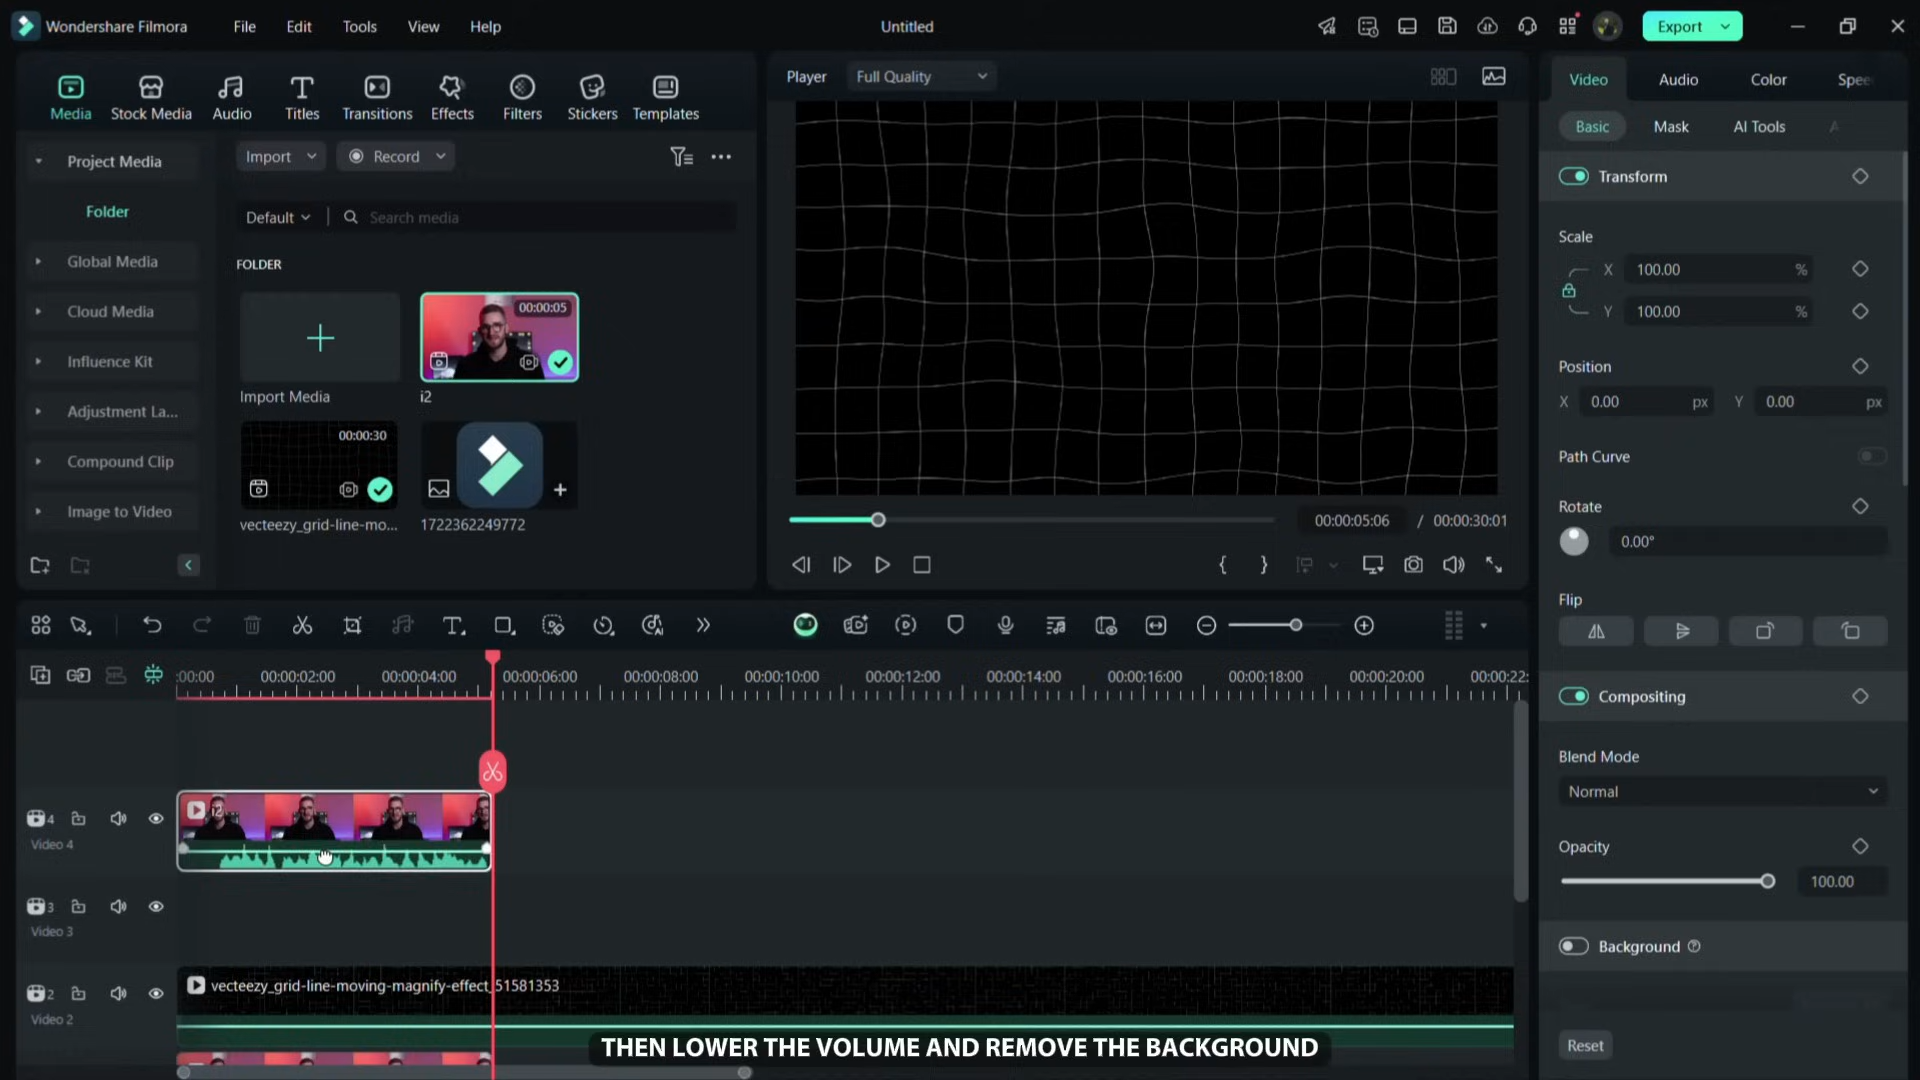 Wondershare Filmora
File
Edit
Tools
View
Help
Untitled
Export
Media
Stock Media
Audio
Titles
Transitions
Effects
Filters
Stickers
Templates
Player
Full Quality
Video
Audio
Color
Spee
Basic
Mask
AI Tools
A
Project Media
Folder
Global Media
Cloud Media
Influence Kit
Adjustment La...
Compound Clip
Image to Video
Import
Record
Default
Search media
FOLDER
Import Media
00:00:05
i2
00:00:30
vecteezy_grid-line-mo...
1722362249772
00:00:05:06 / 00:00:30:01
Transform
Scale
X 100.00 %
Y 100.00 %
Position
X 0.00 px Y 0.00 px
Path Curve
Rotate
0.00°
Flip
Compositing
Blend Mode
Normal
Opacity
100.00
Background
Reset
:00:00 00:00:02:00 00:00:04:00 00:00:06:00 00:00:08:00 00:00:10:00 00:00:12:00 00:00:14:00 00:00:16:00 00:00:18:00 00:00:20:00 00:00:22:
4
Video 4
i2
3
Video 3
2
Video 2
vecteezy_grid-line-moving-magnify-effect_51581353
THEN LOWER THE VOLUME AND REMOVE THE BACKGROUND